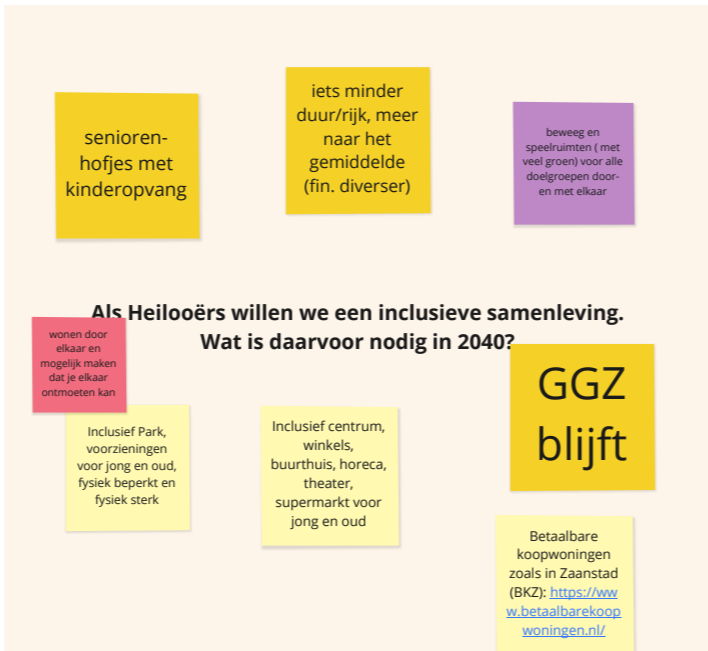 senioren-
hofjes met
kinderopvang
iets minder
duur/rijk, meer
naar het
gemiddelde
(fin. diverser)
beweeg en
speelruimten ( met
veel groen) voor alle
doelgroepen door-
en met elkaar
Als Heilooërs willen we een inclusieve samenleving.
Wat is daarvoor nodig in 2040?
wonen door
elkaar en
mogelijk maken
dat je elkaar
ontmoeten kan
GGZ
blijft
Inclusief Park,
voorzieningen
voor jong en oud,
fysiek beperkt en
fysiek sterk
Inclusief centrum,
winkels,
buurthuis, horeca,
theater,
supermarkt voor
jong en oud
Betaalbare
koopwoningen
zoals in Zaanstad
(BKZ): https://ww
w.betaalbarekoop
woningen.nl/